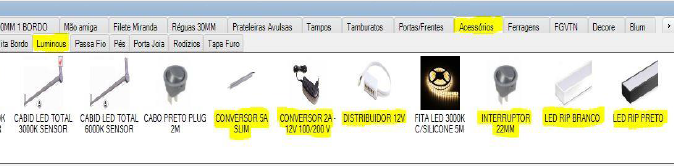 0MM 1 BORDO Mão amiga Filete Miranda Réguas 30MM Prateleiras Avulsas Tampos Tamburatos Portas/Frentes Acessórios Ferragens FGVTN Decore Blum
ita Bordo Luminous Passa Fio Pés Porta Joia Rodizios Tapa Furo
CABID LED TOTAL CABID LED TOTAL CABO PRETO PLUG CONVERSOR 5A CONVERSOR 2A - DISTRIBUIDOR 12V FITA LED 3000K INTERRUPTOR LED RIP BRANCO LED RIP PRETO
3000K SENSOR 6000K SENSOR 2M SLIM 12V 100/200 V C/SILICONE 5M 22MM